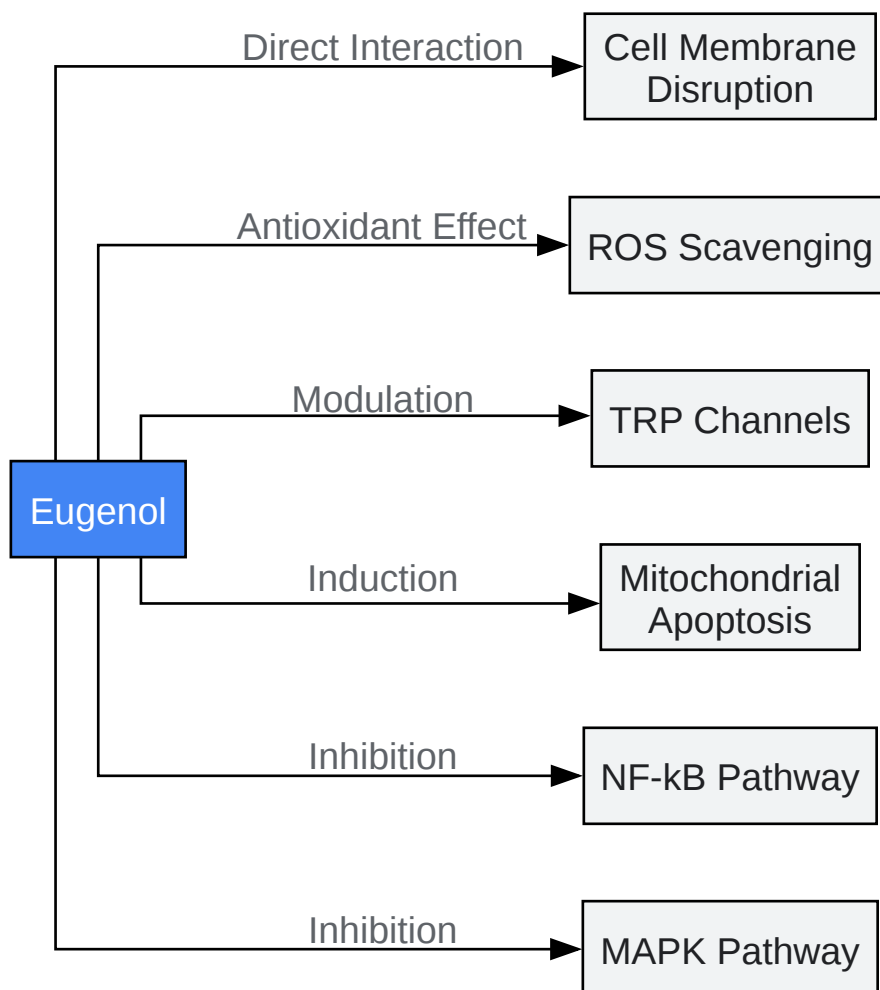 Direct Interaction
Cell Membrane
Disruption
Antioxidant Effect
ROS Scavenging
Modulation
TRP Channels
Eugenol
Induction
Mitochondrial
Apoptosis
Inhibition
NF-kB Pathway
Inhibition
MAPK Pathway